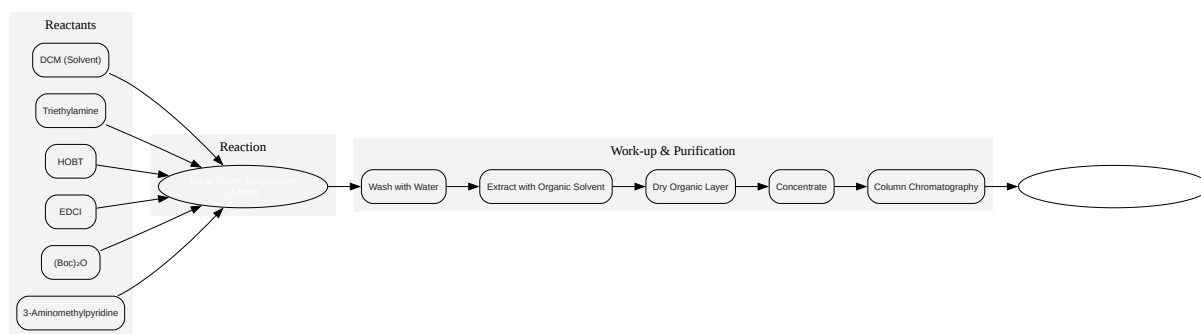 Reactants
DCM (Solvent)
Triethylamine
HOBT
EDCI
(Boc)₂O
3-Aminomethylpyridine
Reaction
Work-up & Purification
Wash with Water
Extract with Organic Solvent
Dry Organic Layer
Concentrate
Column Chromatography